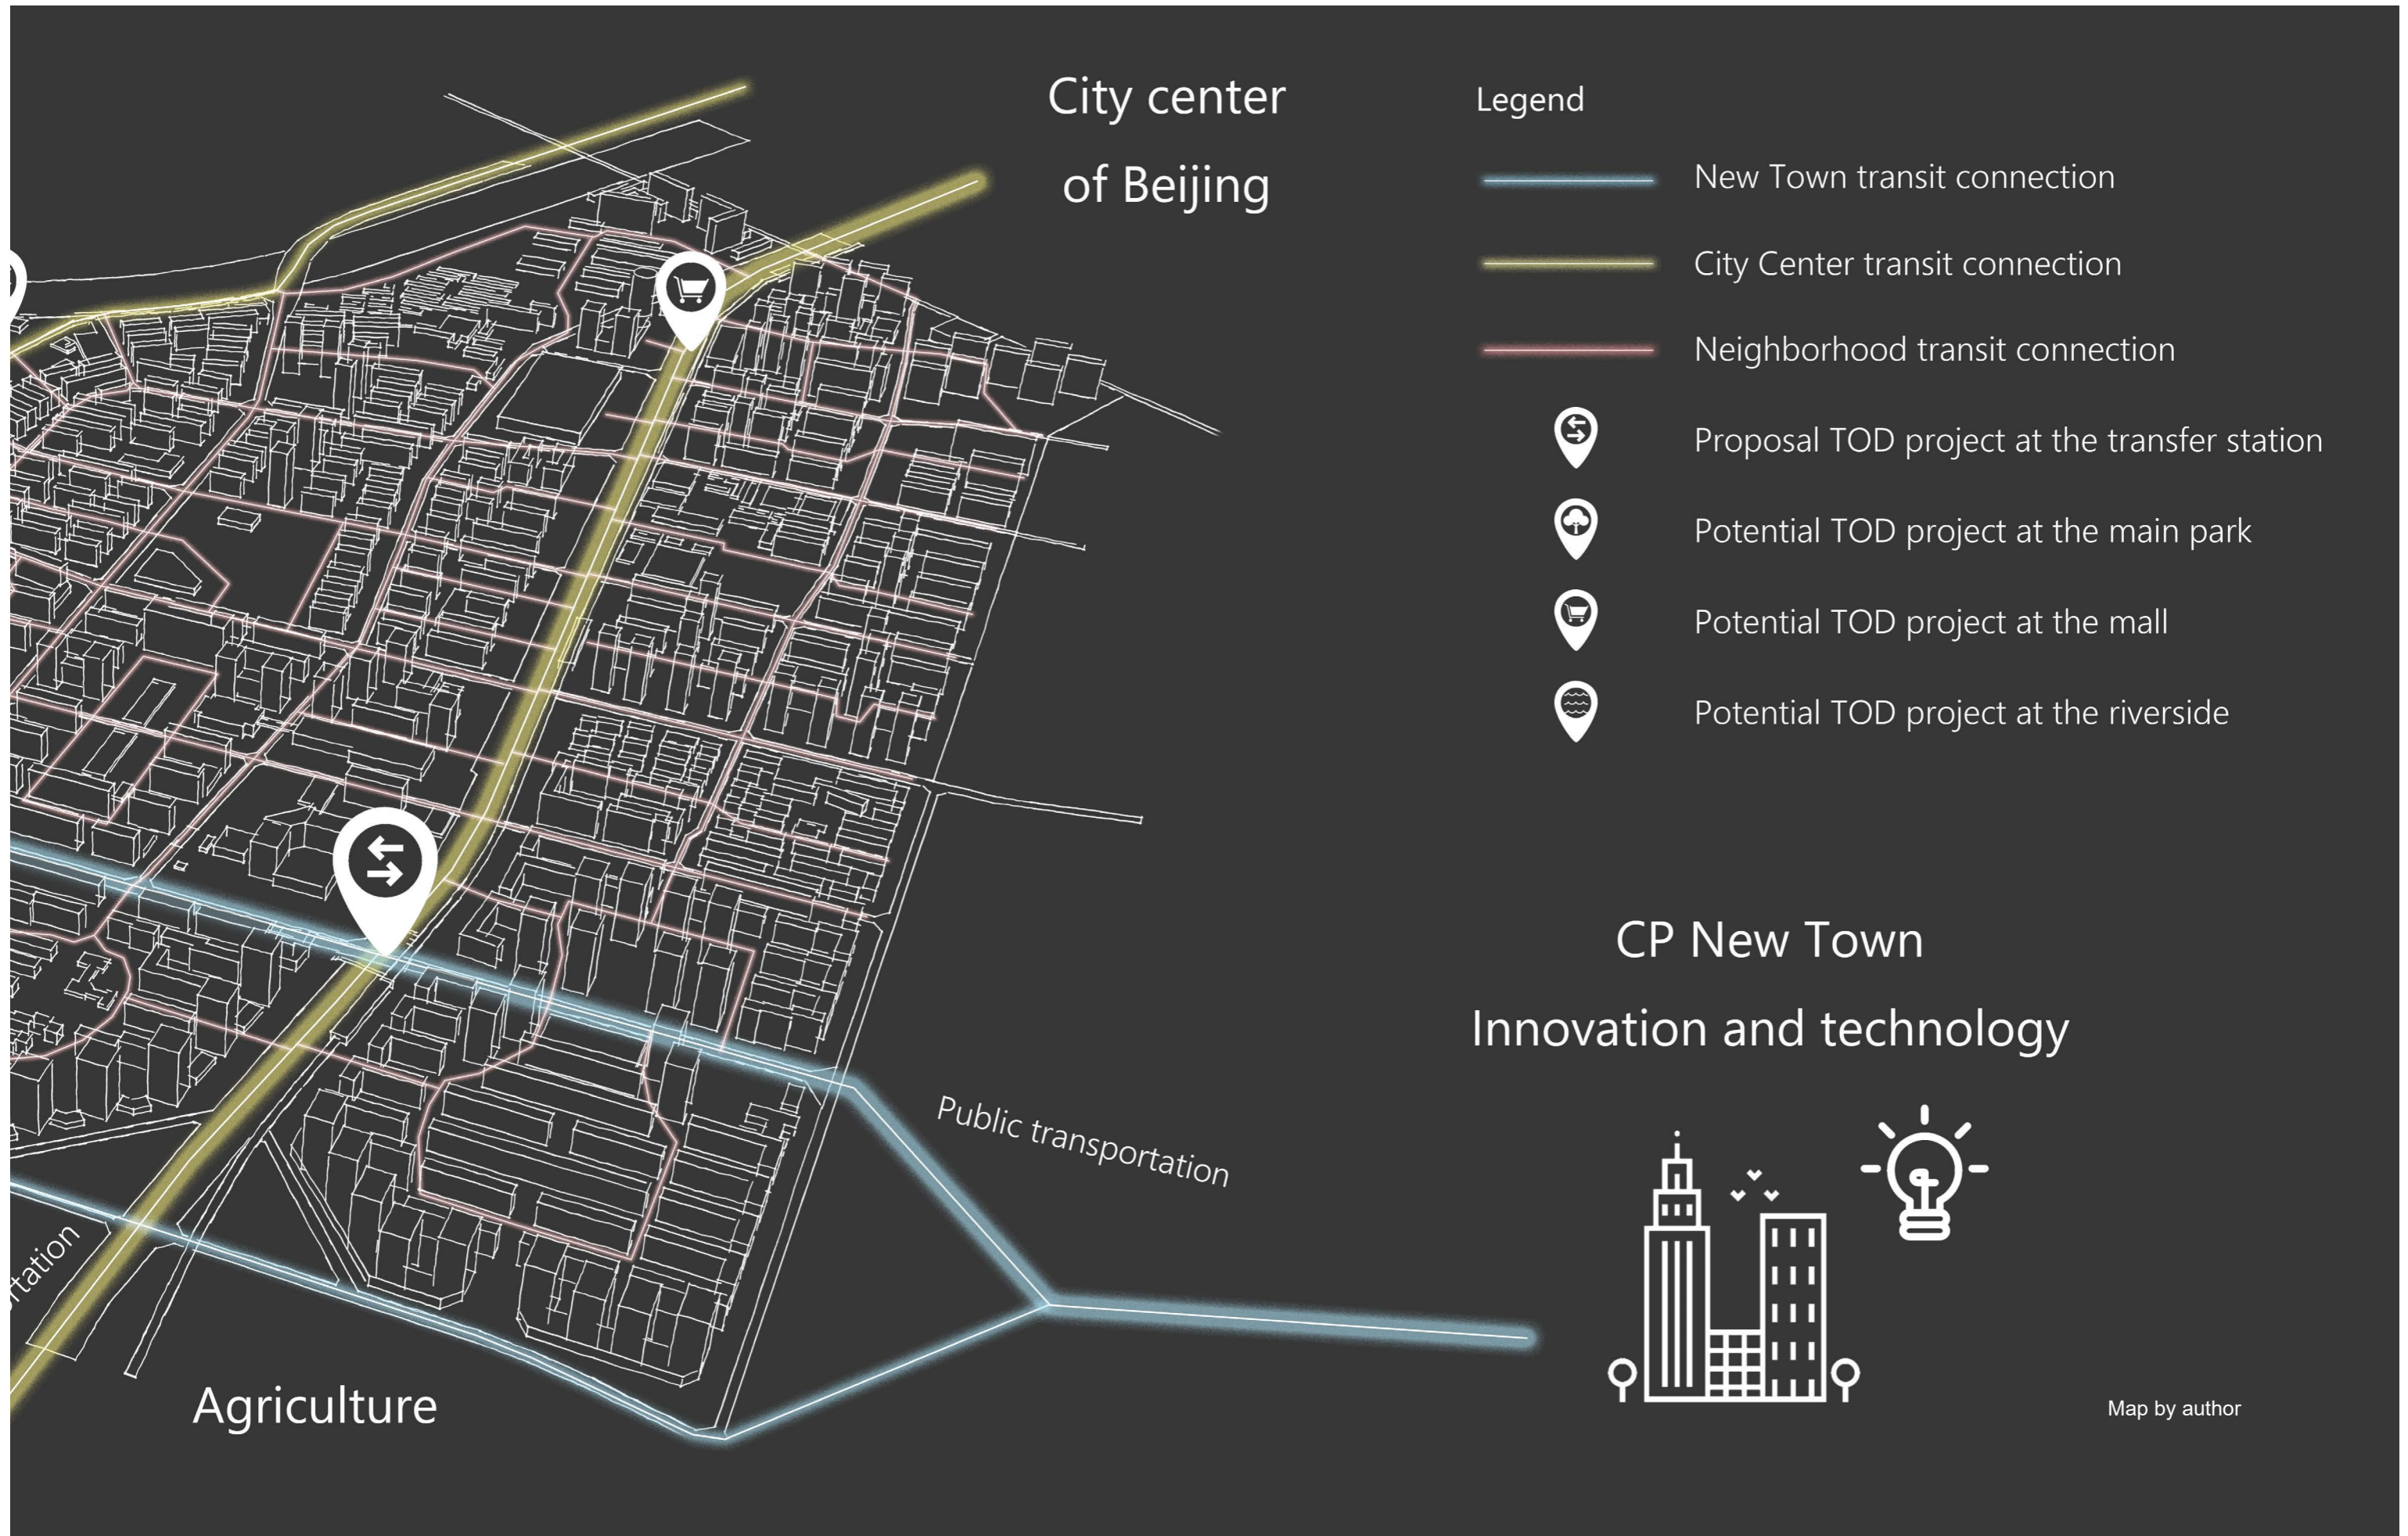 City center
of Beijing
Legend
New Town transit connection
City Center transit connection
Neighborhood transit connection
Proposal TOD project at the transfer station
Potential TOD project at the main park
Potential TOD project at the mall
Potential TOD project at the riverside
CP New Town
Innovation and technology
Public transportation
rtation
Agriculture
Map by author